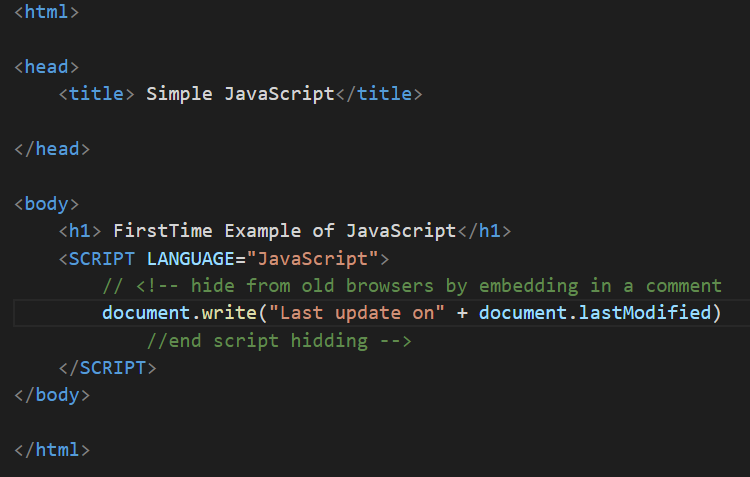 <html>
<head>
<title> Simple JavaScript</title>
</head>
<body>
<h1> FirstTime Example of JavaScript</h1>
<SCRIPT LANGUAGE="JavaScript">
// <!-- hide from old browsers by embedding in a comment
document.write("Last update on" + document.lastModified)
//end script hidding -->
</SCRIPT>
</body>
</html>